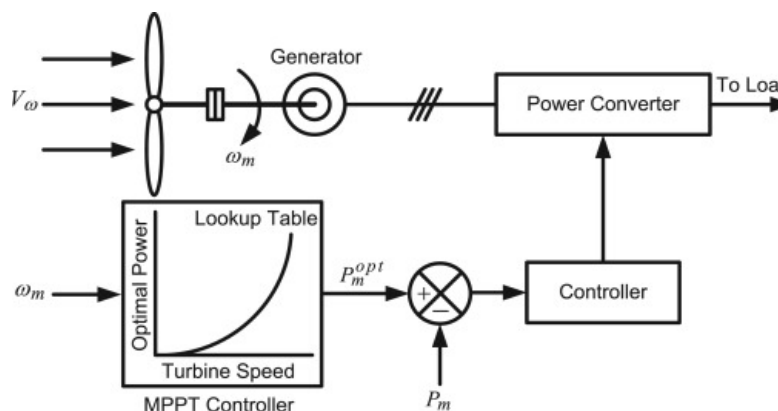 Generator
V_ω
Power Converter
To Loa
ω_m
Lookup Table
Optimal Power
P_m^{opt}
ω_m
+
−
Controller
Turbine Speed
MPPT Controller
P_m